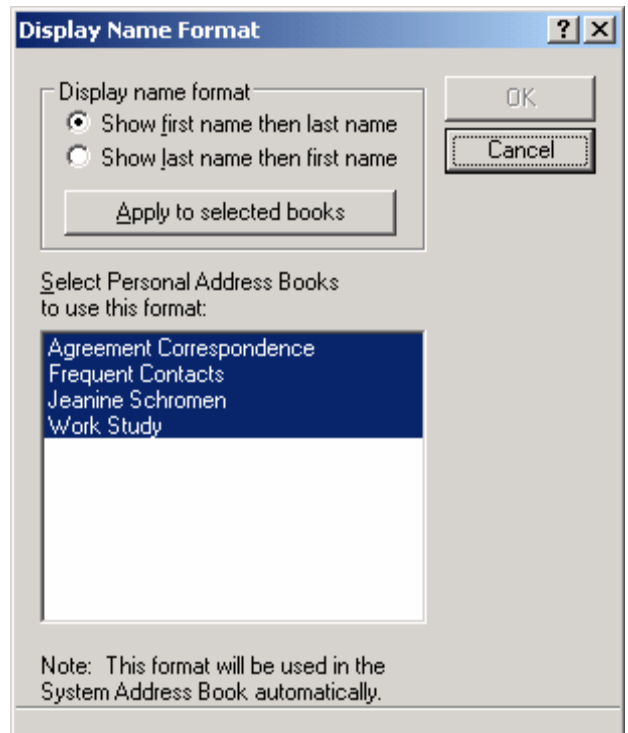 Display Name Format
Display name format
Show first name then last name
Show last name then first name
Apply to selected books
OK
Cancel
Select Personal Address Books
to use this format:
Agreement Correspondence
Frequent Contacts
Jeanine Schromen
Work Study
Note: This format will be used in the
System Address Book automatically.